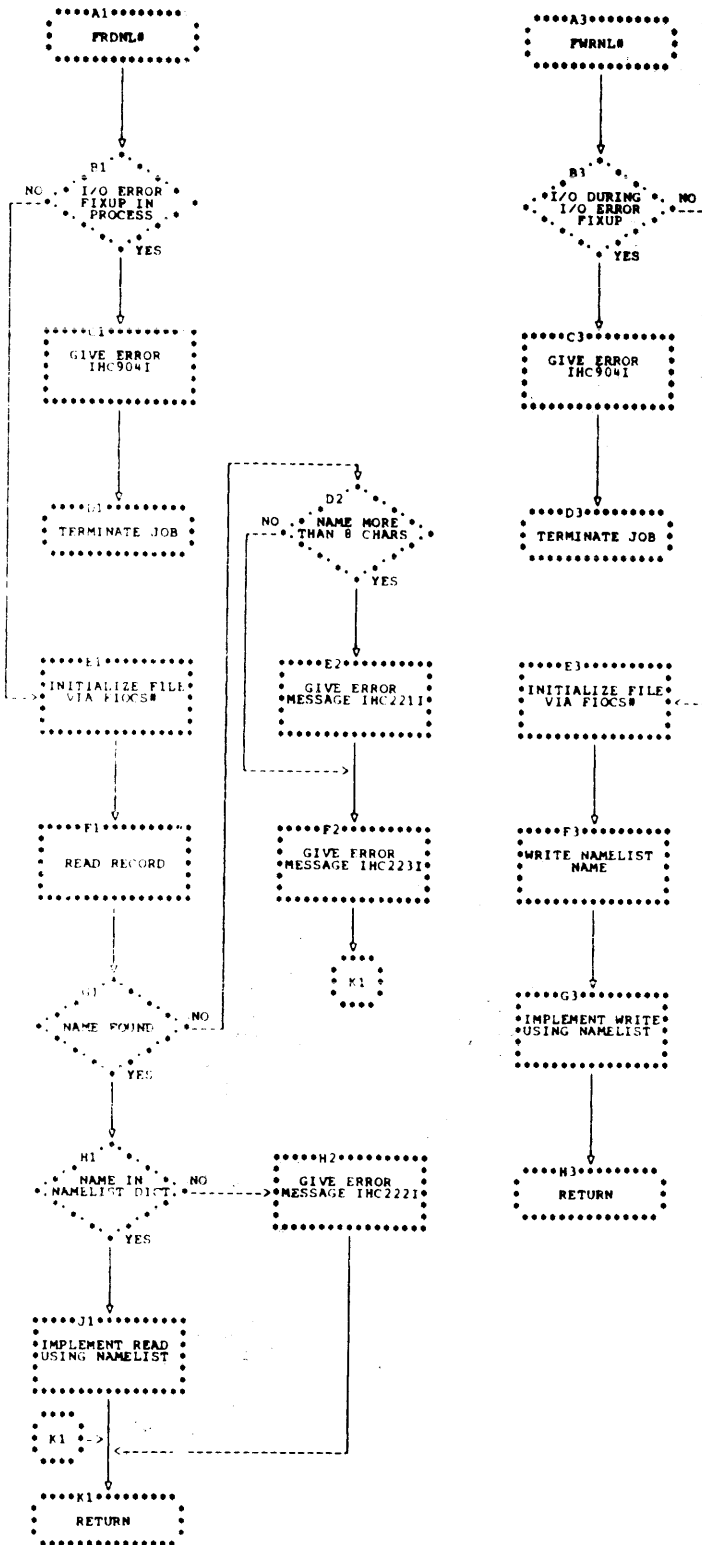 A1
FRDNL#
B1
I/O ERROR
FIXUP IN
PROCESS
NO
YES
C1
GIVE ERROR
IHC904I
D1
TERMINATE JOB
E1
INITIALIZE FILE
VIA FIOCS#
F1
READ RECORD
G1
NAME FOUND
NO
YES
H1
NAME IN
NAMELIST DICT
NO
YES
J1
IMPLEMENT READ
USING NAMELIST
K1
K1
RETURN
D2
NAME MORE
THAN 8 CHARS
NO
YES
E2
GIVE ERROR
MESSAGE IHC221I
F2
GIVE ERROR
MESSAGE IHC223I
K1
H2
GIVE ERROR
MESSAGE IHC222I
A3
FWRNL#
B3
I/O DURING
I/O ERROR
FIXUP
NO
YES
C3
GIVE ERROR
IHC904I
D3
TERMINATE JOB
E3
INITIALIZE FILE
VIA FIOCS#
F3
WRITE NAMELIST
NAME
G3
IMPLEMENT WRITE
USING NAMELIST
H3
RETURN